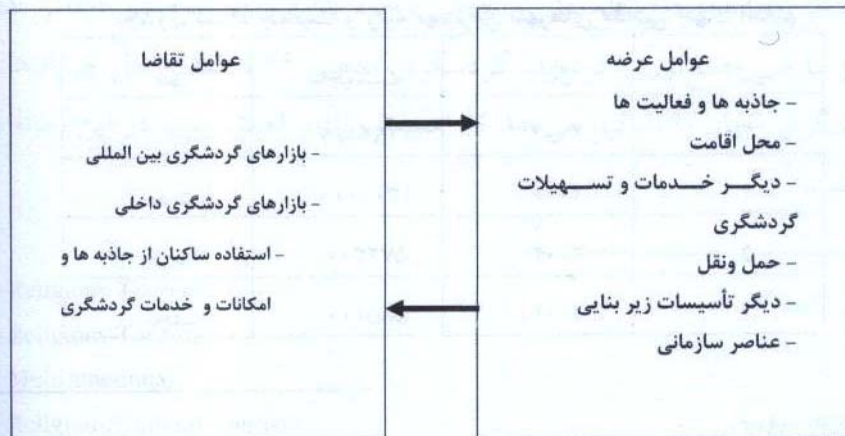 عوامل عرضه
– جاذبه ها و فعالیت ها
– محل اقامت
– دیگر خدمات و تسهیلات
گردشگری
– حمل ونقل
– دیگر تأسیسات زیر بنایی
– عناصر سازمانی
عوامل تقاضا
– بازارهای گردشگری بین المللی
– بازارهای گردشگری داخلی
– استفاده ساکنان از جاذبه ها و
امکانات و خدمات گردشگری